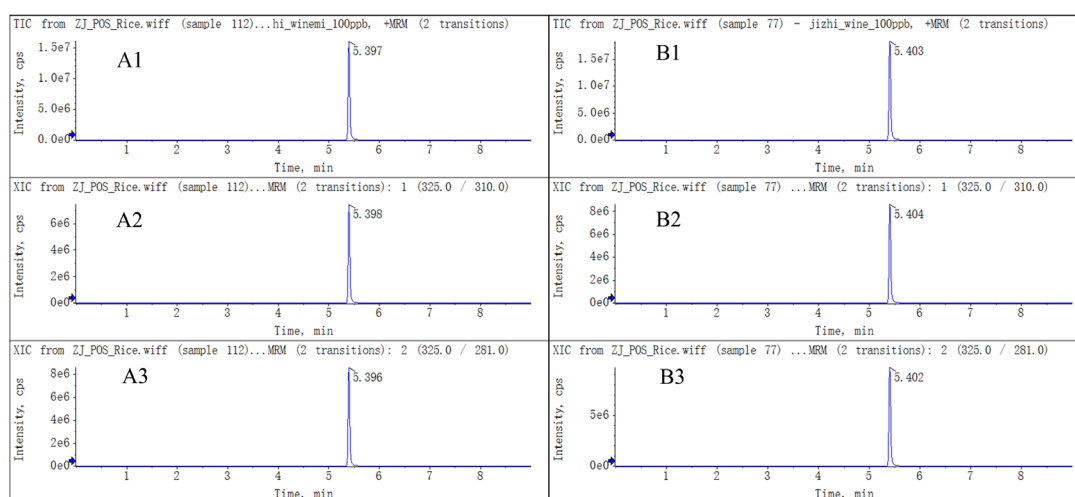 TIC from ZJ_POS_Rice.wiff (sample 112)...hi_winemi_100ppb, +MRM (2 transitions)
A1
5.397
Intensity, cps
1.5e7
1.0e7
5.0e6
0.0e0
1 2 3 4 5 6 7 8
Time, min
TIC from ZJ_POS_Rice.wiff (sample 77) - jizhi_wine_100ppb, +MRM (2 transitions)
B1
5.403
Intensity, cps
1.5e7
1.0e7
5.0e6
0.0e0
1 2 3 4 5 6 7 8
Time, min
XIC from ZJ_POS_Rice.wiff (sample 112)...MRM (2 transitions): 1 (325.0 / 310.0)
A2
5.398
Intensity, cps
6e6
4e6
2e6
0e0
1 2 3 4 5 6 7 8
Time, min
XIC from ZJ_POS_Rice.wiff (sample 77) ...MRM (2 transitions): 1 (325.0 / 310.0)
B2
5.404
Intensity, cps
8e6
6e6
4e6
2e6
0e0
1 2 3 4 5 6 7 8
Time, min
XIC from ZJ_POS_Rice.wiff (sample 112)...MRM (2 transitions): 2 (325.0 / 281.0)
A3
5.396
Intensity, cps
8e6
6e6
4e6
2e6
0e0
1 2 3 4 5 6 7 8
Time, min
XIC from ZJ_POS_Rice.wiff (sample 77) ...MRM (2 transitions): 2 (325.0 / 281.0)
B3
5.402
Intensity, cps
5e6
0e0
1 2 3 4 5 6 7 8
Time, min